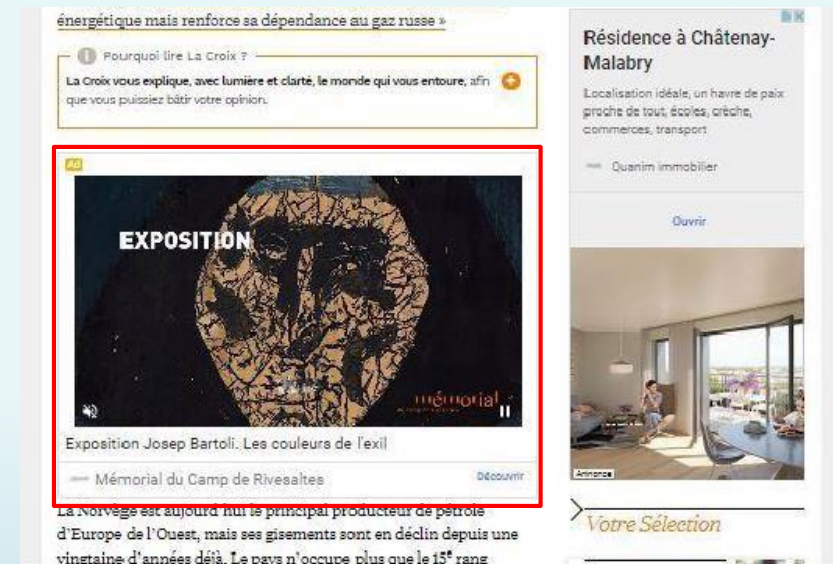 énergétique mais renforce sa dépendance au gaz russe »
Pourquoi lire La Croix ?
La Croix vous explique, avec lumière et clarté, le monde qui vous entoure, afin
que vous puissiez bâtir votre opinion.
Ad
EXPOSITION
mémorial
Exposition Josep Bartoli. Les couleurs de l'exil
Mémorial du Camp de Rivesaltes
Découvrir
La Norvège est aujourd'hui le principal producteur de pétrole
d'Europe de l'Ouest, mais ses gisements sont en déclin depuis une
vingtaine d'années déjà. Le pays n'occupe plus que le 15e rang
Résidence à Châtenay-
Malabry
Localisation idéale, un havre de paix
proche de tout, écoles, crèche,
commerces, transport
Quanim immobilier
Ouvrir
Annonce
Votre Sélection